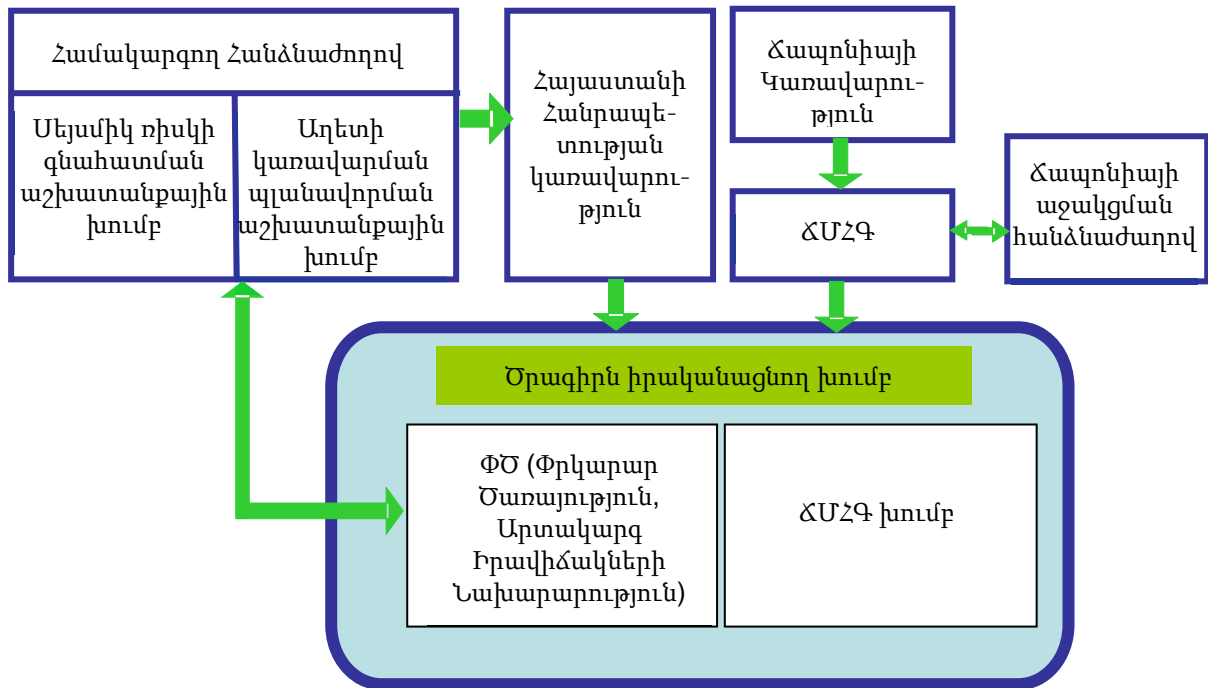 Համակարգող Հանձնաժողով
Սեյսմիկ ռիսկի
գնահատման
աշխատանքային
խումբ
Աղետի
կառավարման
պլանավորման
աշխատանքային
խումբ
Հայաստանի
Հանրապե-
տության
կառավարու-
թյուն
Ճապոնիայի
Կառավարու-
թյուն
ՃՄՀԳ
Ճապոնիայի
աջակցման
հանձնաժաղով
Ծրագիրն իրականացնող խումբ
ՓԾ (Փրկարար
Ծառայություն,
Արտակարգ
Իրավիճակների
Նախարարություն)
ՃՄՀԳ խումբ